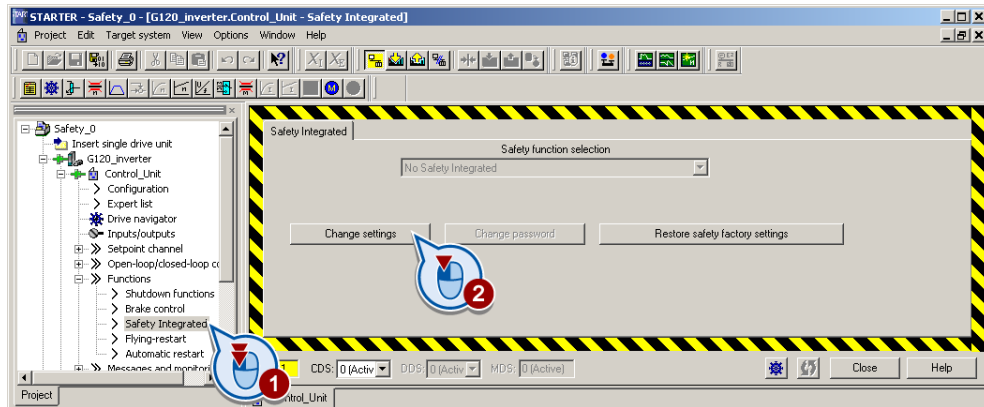 STARTER - Safety_0 - [G120_inverter.Control_Unit - Safety Integrated]
Project Edit Target system View Options Window Help
Safety_0
Insert single drive unit
G120_inverter
Control_Unit
Configuration
Expert list
Drive navigator
Inputs/outputs
Setpoint channel
Open-loop/closed-loop co
Functions
Shutdown functions
Brake control
Safety Integrated
Flying-restart
Automatic restart
Messages and monitori
Project
Safety Integrated
Safety function selection
No Safety Integrated
Change settings
Change password
Restore safety factory settings
1
2
CDS: 0 (Activ
DDS: 0 (Activ
MDS: 0 (Active)
Close
Help
ntrol_Unit